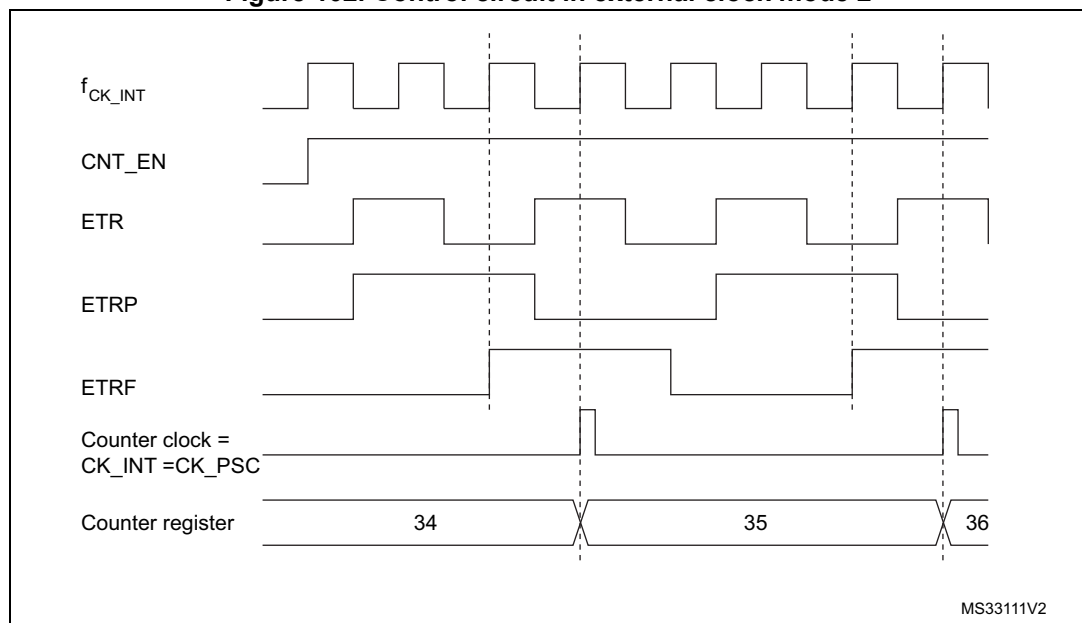 Figure 102. Control circuit in external clock mode 2
fCK_INT
CNT_EN
ETR
ETRP
ETRF
Counter clock =
CK_INT =CK_PSC
Counter register 34 35 36
MS33111V2